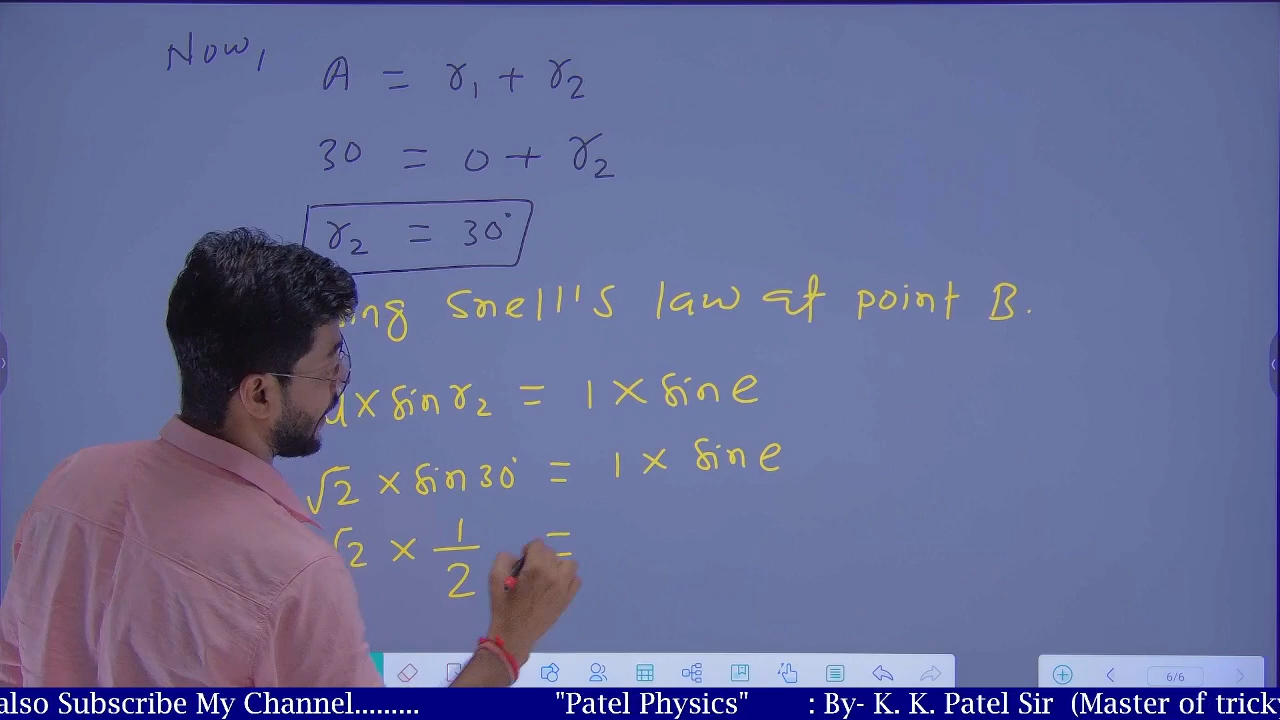 Now, A = r₁ + r₂
30 = 0 + r₂
r₂ = 30°
Snell's law at point B.
× sin r₂ = 1 × sin e
√2 × sin 30° = 1 × sin e
√2 × 1/2 =
6/6
also Subscribe My Channel......... "Patel Physics" : By- K. K. Patel Sir (Master of trick